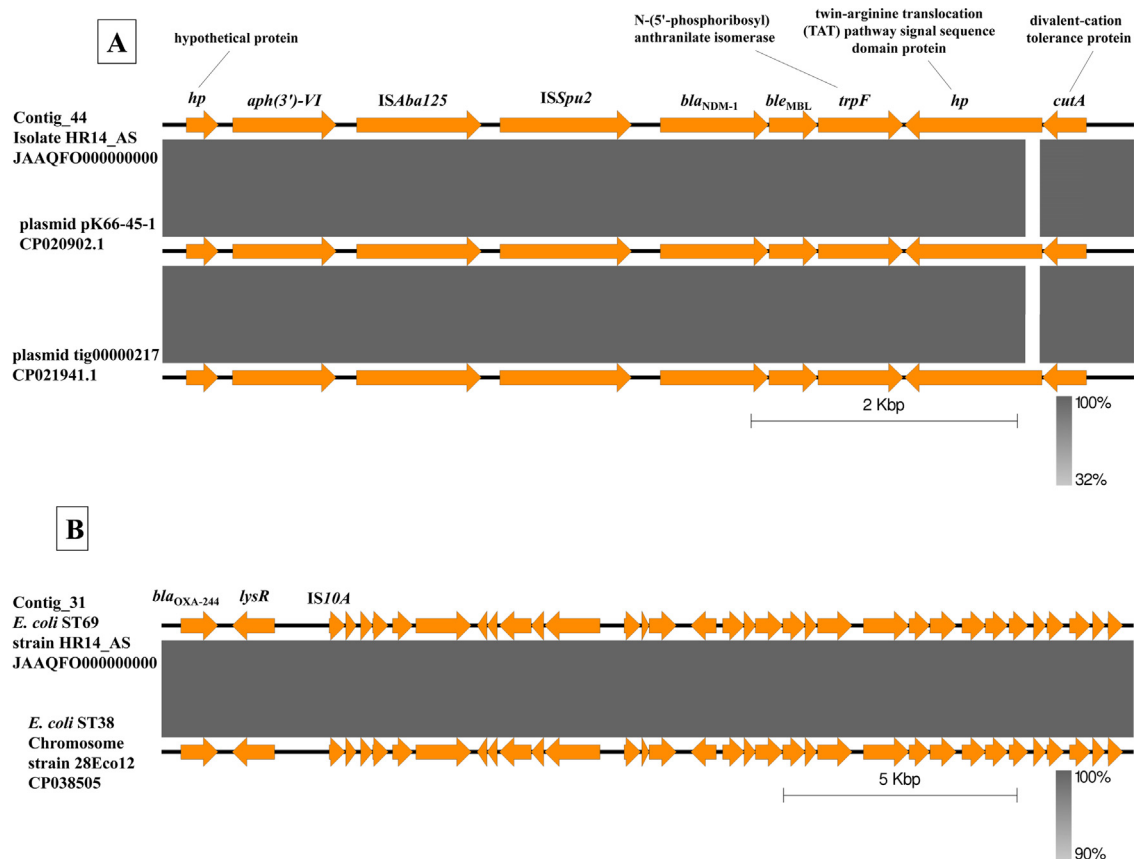 A
hypothetical protein
N-(5'-phosphoribosyl)
anthranilate isomerase
twin-arginine translocation
(TAT) pathway signal sequence
domain protein
divalent-cation
tolerance protein
hp aph(3')-VI ISAba125 ISSpu2 blaNDM-1 bleMBL trpF hp cutA
Contig_44
Isolate HR14_AS
JAAQFO000000000
plasmid pK66-45-1
CP020902.1
plasmid tig00000217
CP021941.1
2 Kbp
100%
32%
B
blaOXA-244 lysR IS10A
Contig_31
E. coli ST69
strain HR14_AS
JAAQFO000000000
E. coli ST38
Chromosome
strain 28Eco12
CP038505
5 Kbp
100%
90%